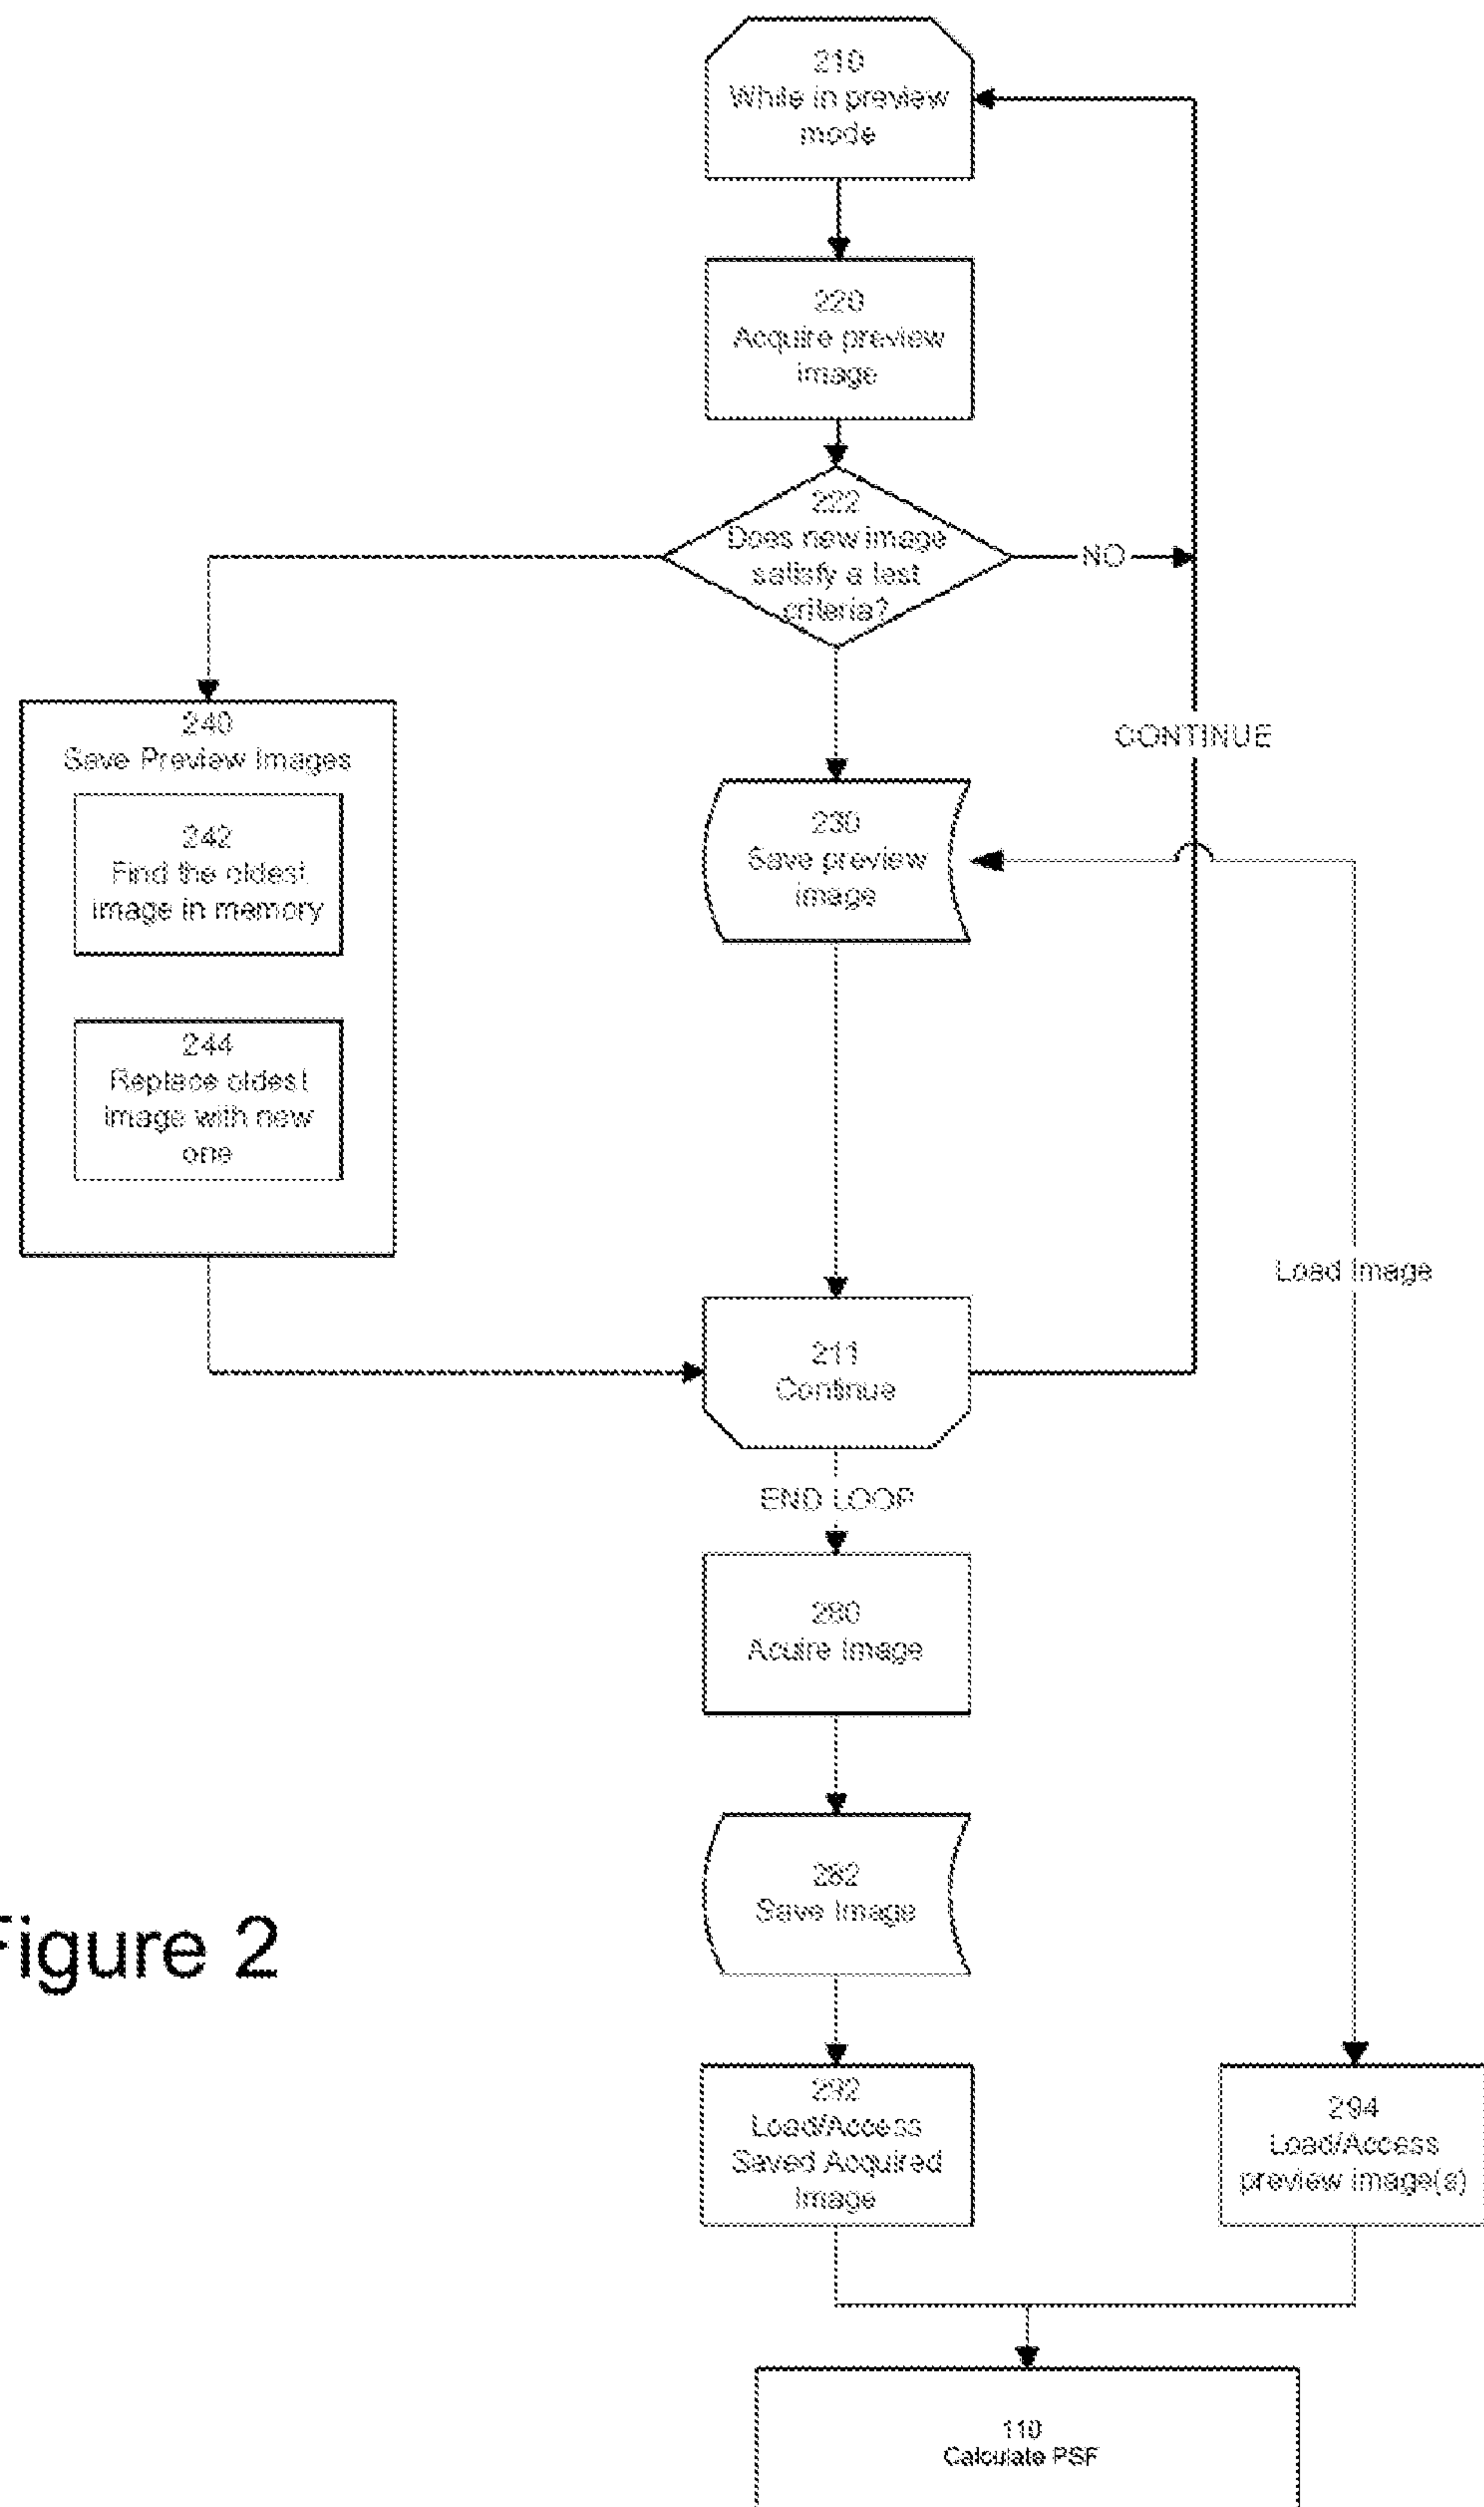 210
While in preview
mode
220
Acquire preview
image
222
Does new image
satisfy a test
criteria?
NO
CONTINUE
240
Save Preview Images
242
Find the oldest
image in memory
244
Replace oldest
image with new
one
230
Save preview
image
Load Image
211
Continue
END LOOP
280
Acuire Image
282
Save Image
Figure 2
292
Load/Access
Saved Acquired
Image
294
Load/Access
preview image(s)
110
Calculate PSF